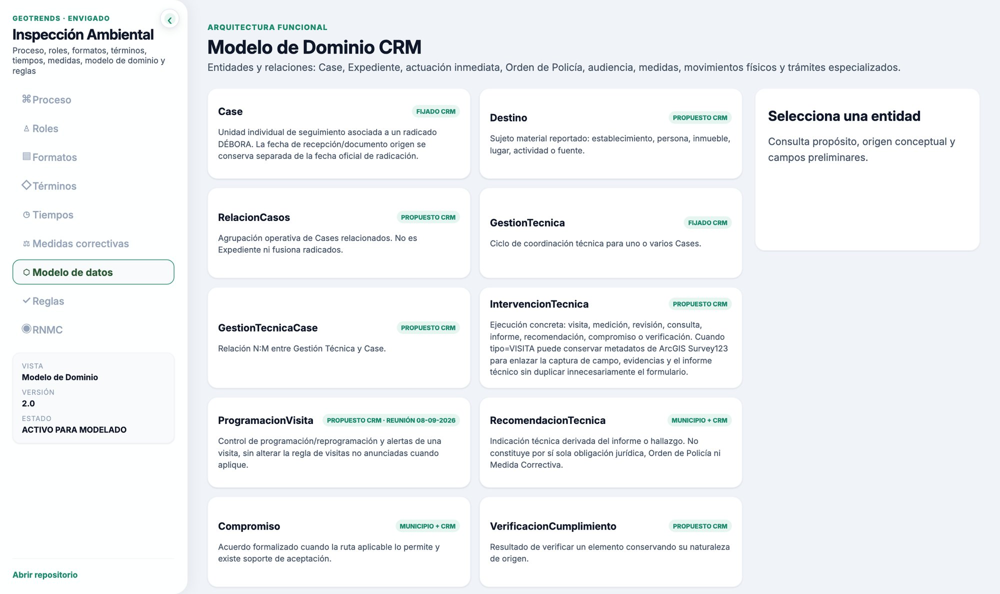 GEOTRENDS · ENVIGADO
Inspección Ambiental
Proceso, roles, formatos, términos,
tiempos, medidas, modelo de dominio y
reglas
Proceso
Roles
Formatos
Términos
Tiempos
Medidas correctivas
Modelo de datos
Reglas
RNMC
VISTA
Modelo de Dominio
VERSIÓN
2.0
ESTADO
ACTIVO PARA MODELADO
Abrir repositorio
ARQUITECTURA FUNCIONAL
Modelo de Dominio CRM
Entidades y relaciones: Case, Expediente, actuación inmediata, Orden de Policía, audiencia, medidas, movimientos físicos y trámites especializados.
Case
FIJADO CRM
Unidad individual de seguimiento asociada a un radicado
DÉBORA. La fecha de recepción/documento origen se
conserva separada de la fecha oficial de radicación.
Destino
PROPUESTO CRM
Sujeto material reportado: establecimiento, persona, inmueble,
lugar, actividad o fuente.
RelacionCasos
PROPUESTO CRM
Agrupación operativa de Cases relacionados. No es
Expediente ni fusiona radicados.
GestionTecnica
FIJADO CRM
Ciclo de coordinación técnica para uno o varios Cases.
GestionTecnicaCase
PROPUESTO CRM
Relación N:M entre Gestión Técnica y Case.
IntervencionTecnica
PROPUESTO CRM
Ejecución concreta: visita, medición, revisión, consulta,
informe, recomendación, compromiso o verificación. Cuando
tipo=VISITA puede conservar metadatos de ArcGIS Survey123
para enlazar la captura de campo, evidencias y el informe
técnico sin duplicar innecesariamente el formulario.
ProgramacionVisita
PROPUESTO CRM · REUNIÓN 08-09-2026
Control de programación/reprogramación y alertas de una
visita, sin alterar la regla de visitas no anunciadas cuando
aplique.
RecomendacionTecnica
MUNICIPIO + CRM
Indicación técnica derivada del informe o hallazgo. No
constituye por sí sola obligación jurídica, Orden de Policía ni
Medida Correctiva.
Compromiso
MUNICIPIO + CRM
Acuerdo formalizado cuando la ruta aplicable lo permite y
existe soporte de aceptación.
VerificacionCumplimiento
PROPUESTO CRM
Resultado de verificar un elemento conservando su naturaleza
de origen.
Selecciona una entidad
Consulta propósito, origen conceptual y
campos preliminares.